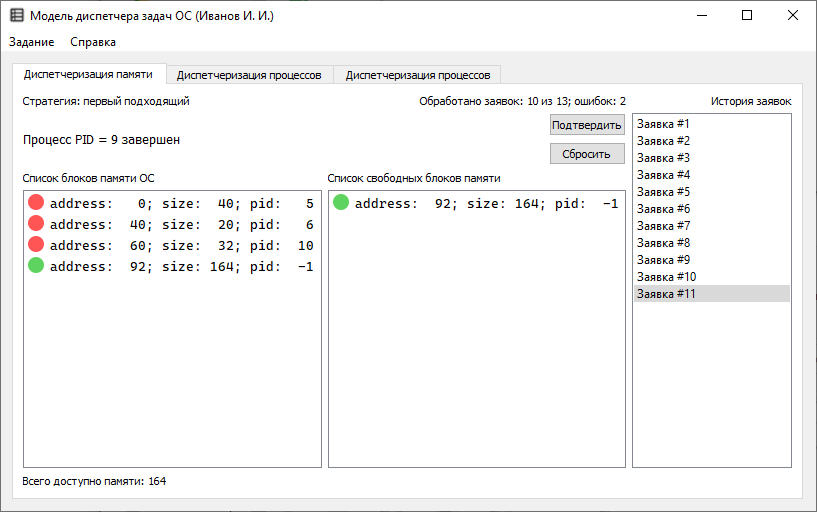 Модель диспетчера задач ОС (Иванов И. И.)
Задание Справка
Диспетчеризация памяти Диспетчеризация процессов Диспетчеризация процессов
Стратегия: первый подходящий Обработано заявок: 10 из 13; ошибок: 2 История заявок
Подтвердить
Процесс PID = 9 завершен
Сбросить
Список блоков памяти ОС Список свободных блоков памяти
address: 0; size: 40; pid: 5
address: 40; size: 20; pid: 6
address: 60; size: 32; pid: 10
address: 92; size: 164; pid: -1
address: 92; size: 164; pid: -1
Заявка #1
Заявка #2
Заявка #3
Заявка #4
Заявка #5
Заявка #6
Заявка #7
Заявка #8
Заявка #9
Заявка #10
Заявка #11
Всего доступно памяти: 164